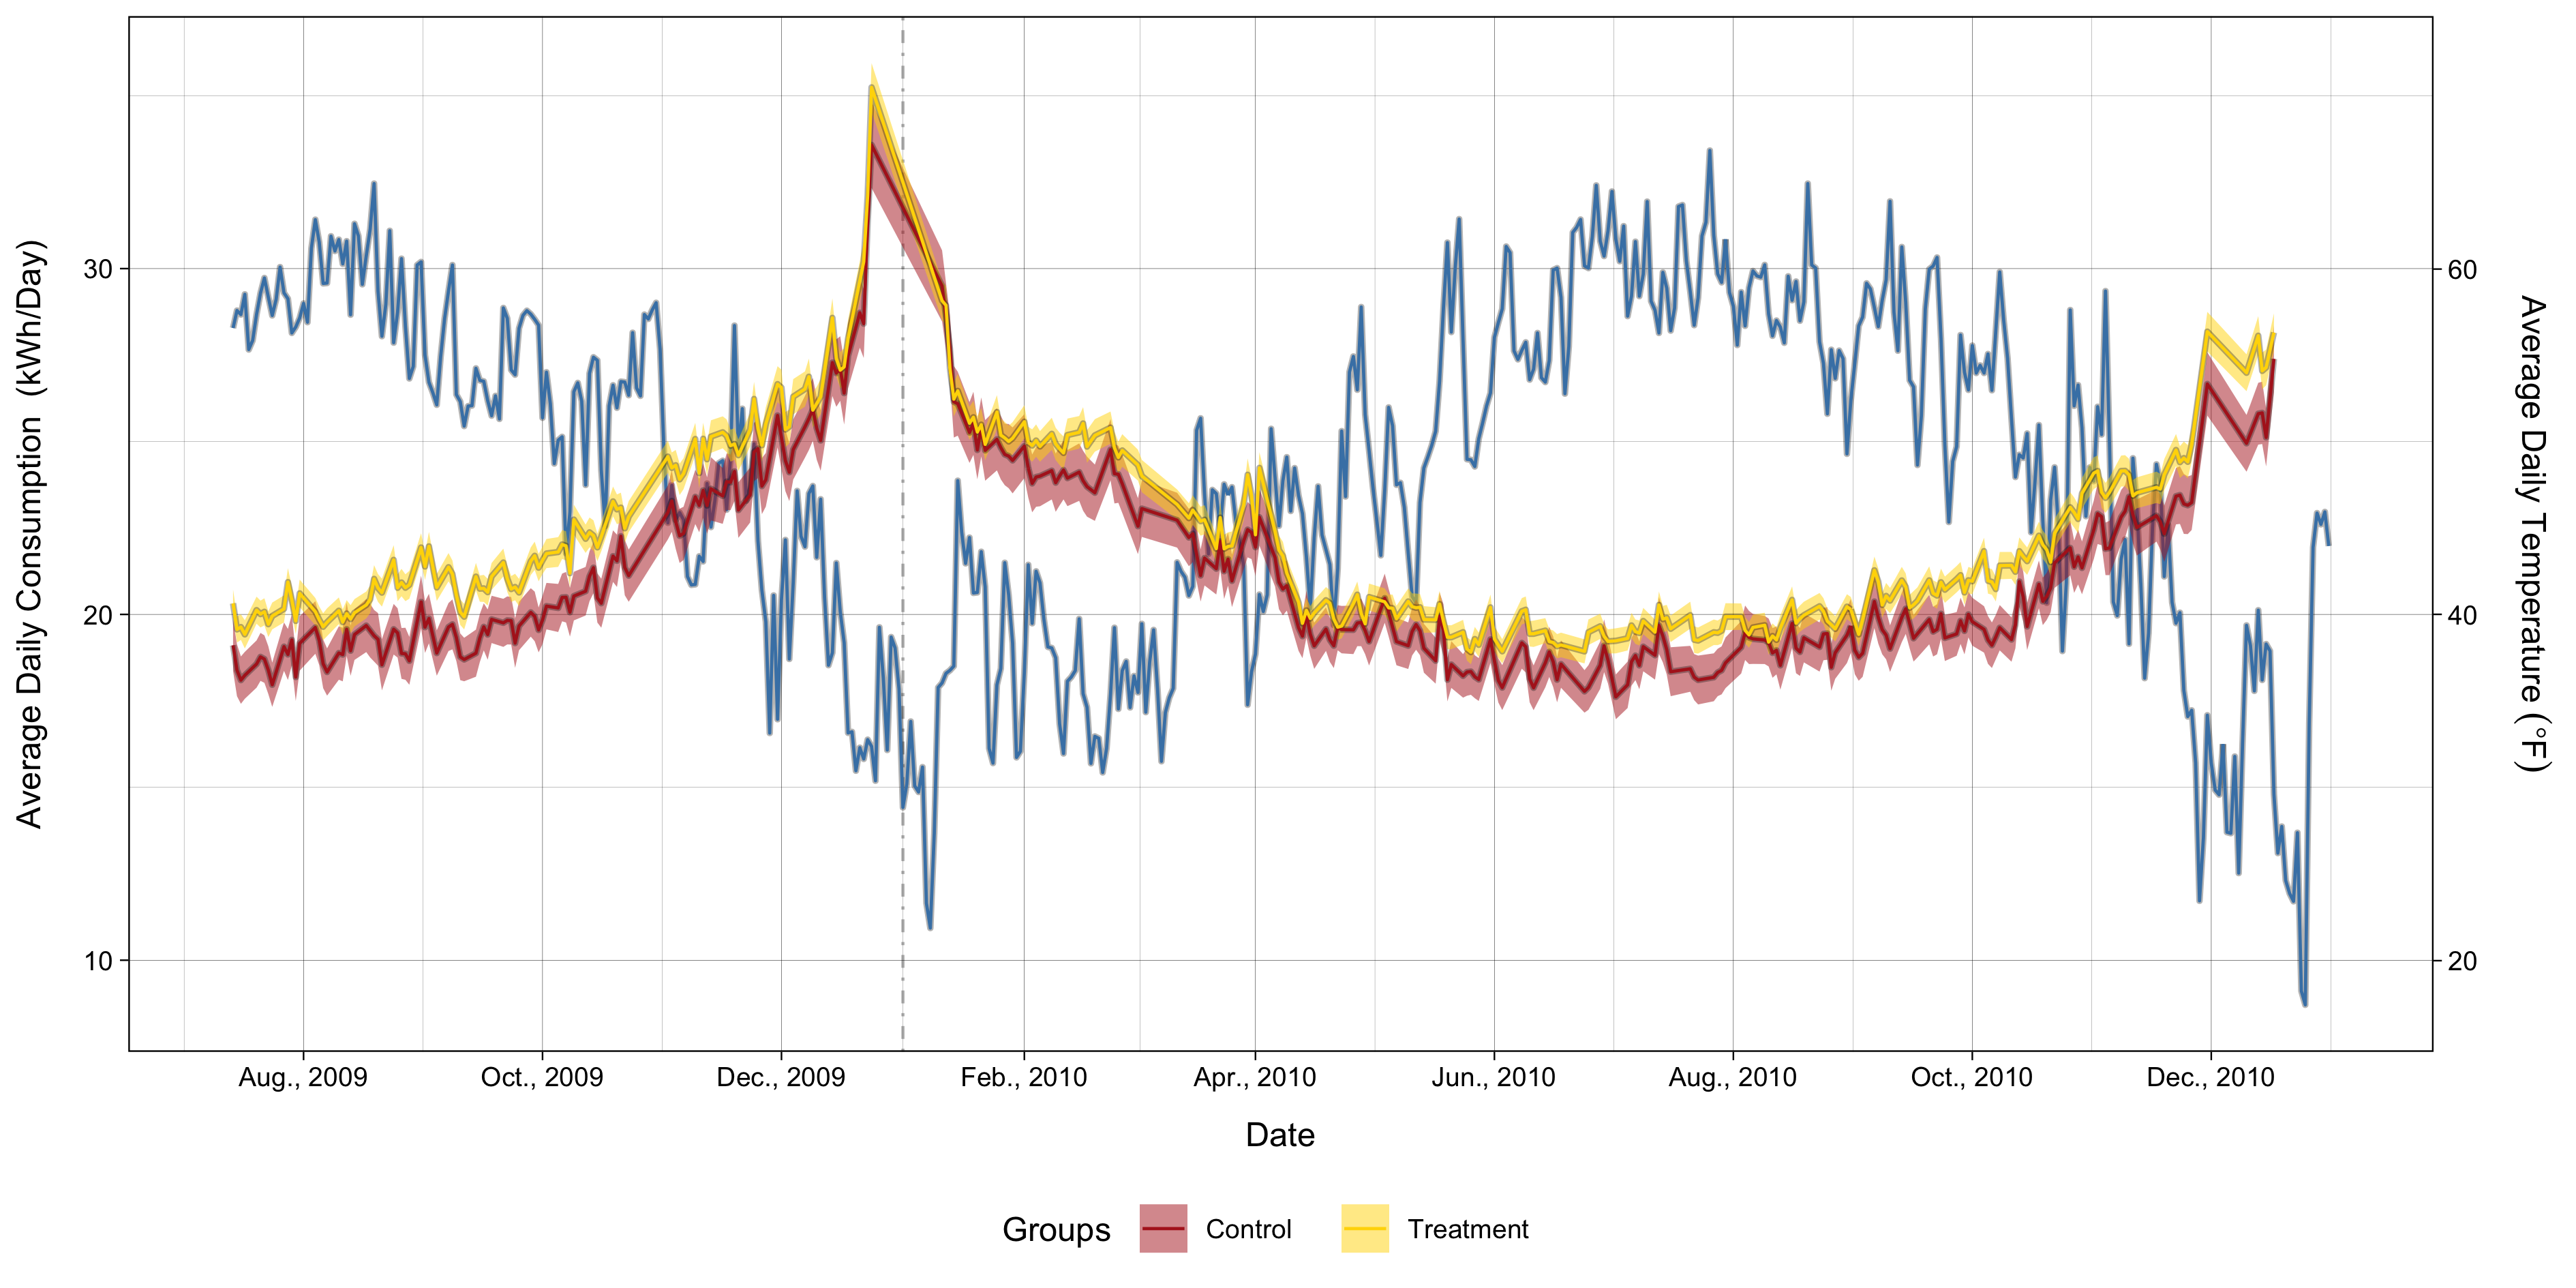 Average Daily Consumption (kWh/Day)
30
20
10
60
40
20
Average Daily Temperature (°F)
Aug., 2009
Oct., 2009
Dec., 2009
Feb., 2010
Apr., 2010
Jun., 2010
Aug., 2010
Oct., 2010
Dec., 2010
Date
Groups Control Treatment